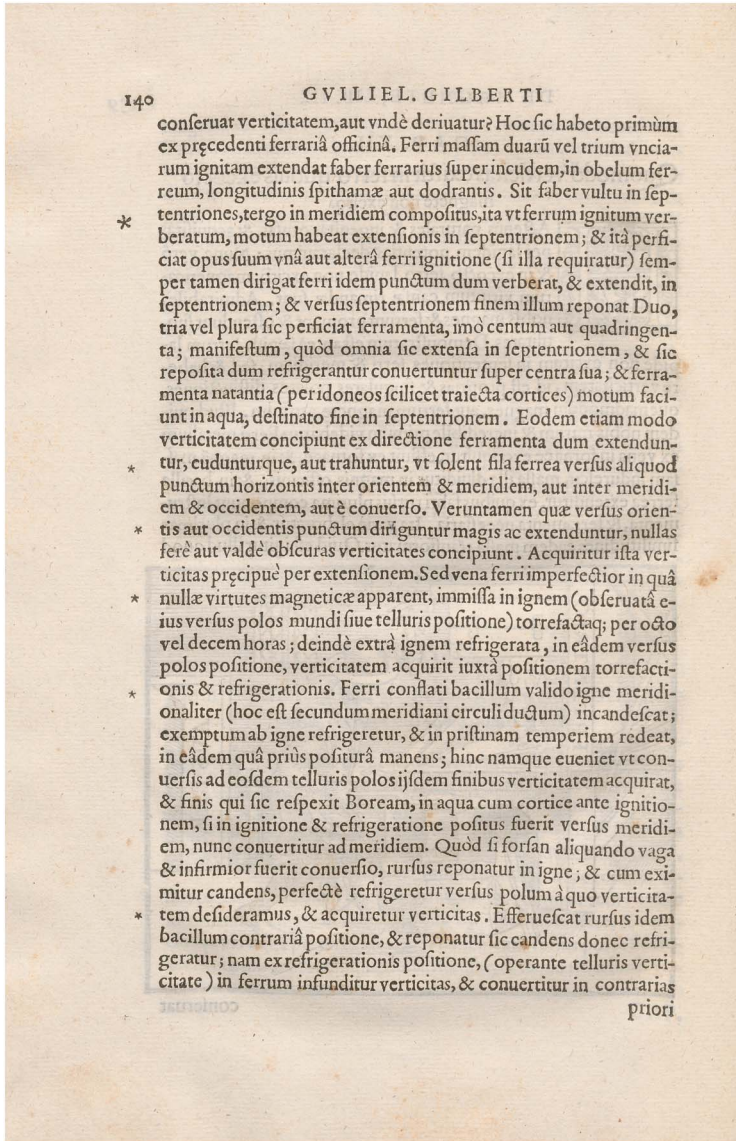 140 GVILIEL. GILBERTI
conſeruat verticitatem, aut vndè deriuatur? Hoc ſic habeto primùm
ex pręcedenti ferrariâ officinâ. Ferri maſſam duarū vel trium vncia-
rum ignitam extendat faber ferrarius ſuper incudem, in obelum fer-
reum, longitudinis ſpithamæ aut dodrantis. Sit faber vultu in ſep-
* tentriones, tergo in meridiem compoſitus, ita vt ferrum ignitum ver-
beratum, motum habeat extenſionis in ſeptentrionem; & ità perfi-
ciat opus ſuum vnâ aut alterâ ferri ignitione (ſi illa requiratur) ſem-
per tamen dirigat ferri idem punctum dum verberat, & extendit, in
ſeptentrionem; & verſus ſeptentrionem finem illum reponat Duo,
tria vel plura ſic perficiat ferramenta, imò centum aut quadringen-
ta; manifeſtum, quòd omnia ſic extenſa in ſeptentrionem, & ſic
repoſita dum refrigerantur conuertuntur ſuper centra ſua; & ferra-
menta natantia (per idoneos ſcilicet traiecta cortices) motum faci-
unt in aqua, deſtinato fine in ſeptentrionem. Eodem etiam modo
verticitatem concipiunt ex directione ferramenta dum extendun-
* tur, cudunturque, aut trahuntur, vt ſolent fila ferrea verſus aliquod
punctum horizontis inter orientem & meridiem, aut inter meridi-
em & occidentem, aut è conuerſo. Veruntamen quæ verſus orien-
* tis aut occidentis punctum diriguntur magis ac extenduntur, nullas
ferè aut valdè obſcuras verticitates concipiunt. Acquiritur iſta ver-
ticitas pręcipuè per extenſionem. Sed vena ferri imperfectior in quâ
* nullæ virtutes magneticæ apparent, immiſſa in ignem (obſeruatâ e-
ius verſus polos mundi ſiue telluris poſitione) torrefactaq; per octo
vel decem horas; deindè extrà ignem refrigerata, in eâdem verſus
polos poſitione, verticitatem acquirit iuxtà poſitionem torrefacti-
* onis & refrigerationis. Ferri conflati bacillum valido igne meridi-
onaliter (hoc eſt ſecundum meridiani circuli ductum) incandeſcat;
exemptum ab igne refrigeretur, & in priſtinam temperiem redeat,
in eâdem quâ priùs poſiturâ manens; hinc namque eueniet vt con-
uerſis ad eoſdem telluris polos ijſdem finibus verticitatem acquirat,
& finis qui ſic reſpexit Boream, in aqua cum cortice ante ignitio-
nem, ſi in ignitione & refrigeratione poſitus fuerit verſus meridi-
em, nunc conuertitur ad meridiem. Quòd ſi forſan aliquando vaga
& infirmior fuerit conuerſio, rurſus reponatur in igne; & cum exi-
mitur candens, perfectè refrigeretur verſus polum à quo verticita-
* tem deſideramus, & acquiretur verticitas. Efferueſcat rurſus idem
bacillum contrariâ poſitione, & reponatur ſic candens donec refri-
geratur; nam ex refrigerationis poſitione, (operante telluris verti-
citate) in ferrum infunditur verticitas, & conuertitur in contrarias
priori